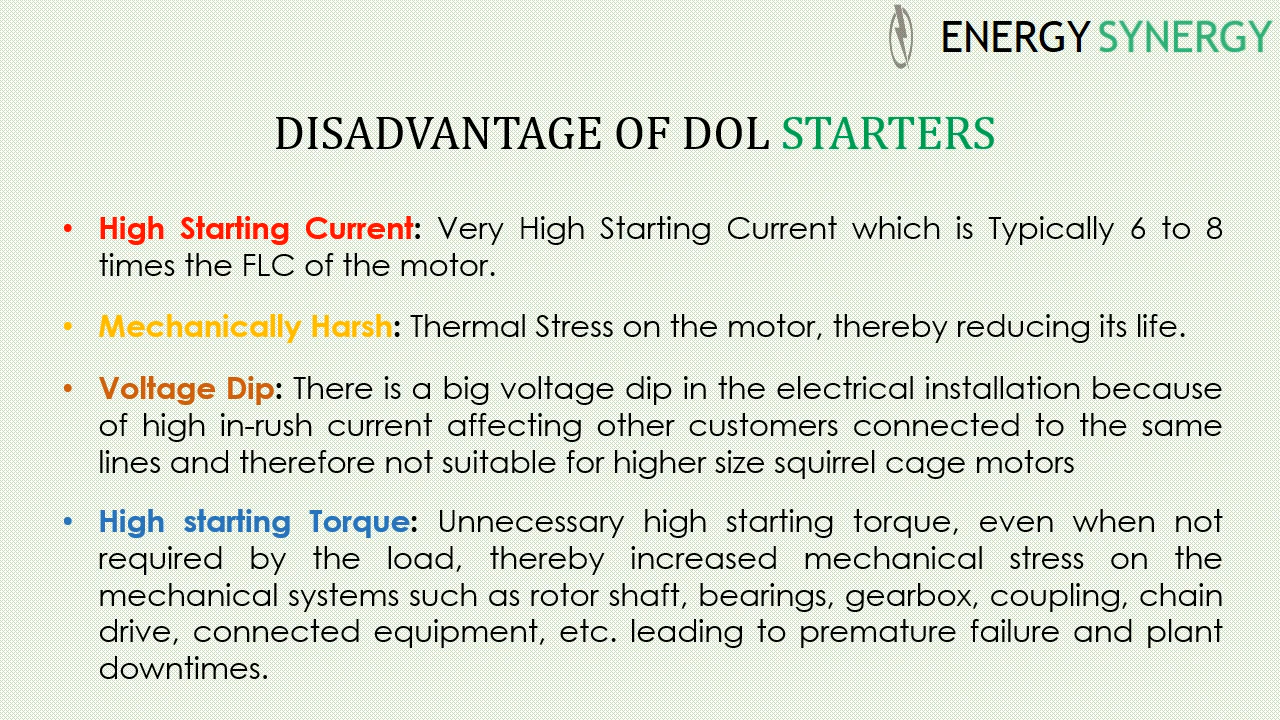 ENERGY SYNERGY
DISADVANTAGE OF DOL STARTERS
• High Starting Current: Very High Starting Current which is Typically 6 to 8
times the FLC of the motor.
• Mechanically Harsh: Thermal Stress on the motor, thereby reducing its life.
• Voltage Dip: There is a big voltage dip in the electrical installation because
of high in-rush current affecting other customers connected to the same
lines and therefore not suitable for higher size squirrel cage motors
• High starting Torque: Unnecessary high starting torque, even when not
required by the load, thereby increased mechanical stress on the
mechanical systems such as rotor shaft, bearings, gearbox, coupling, chain
drive, connected equipment, etc. leading to premature failure and plant
downtimes.